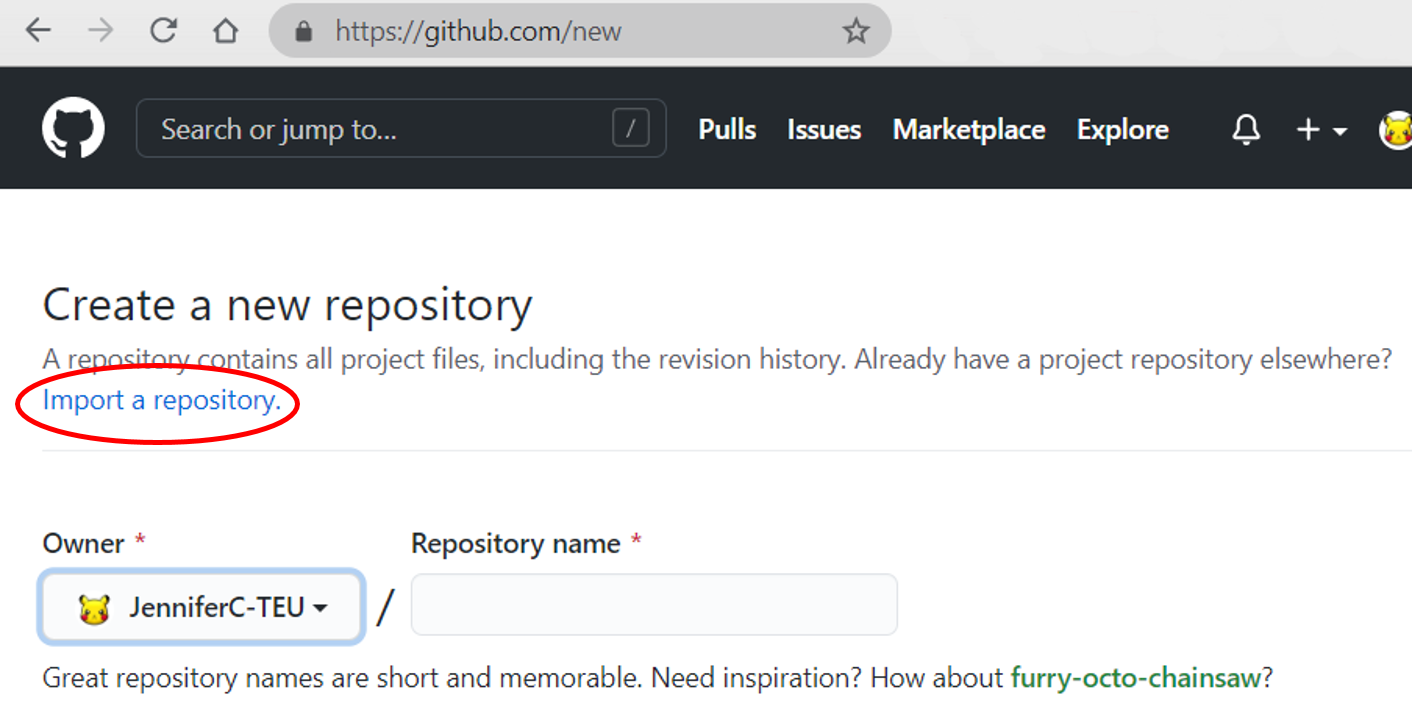 https://github.com/new
Search or jump to... /
Pulls Issues Marketplace Explore
Create a new repository
A repository contains all project files, including the revision history. Already have a project repository elsewhere?
Import a repository.
Owner * Repository name *
JenniferC-TEU /
Great repository names are short and memorable. Need inspiration? How about furry-octo-chainsaw?